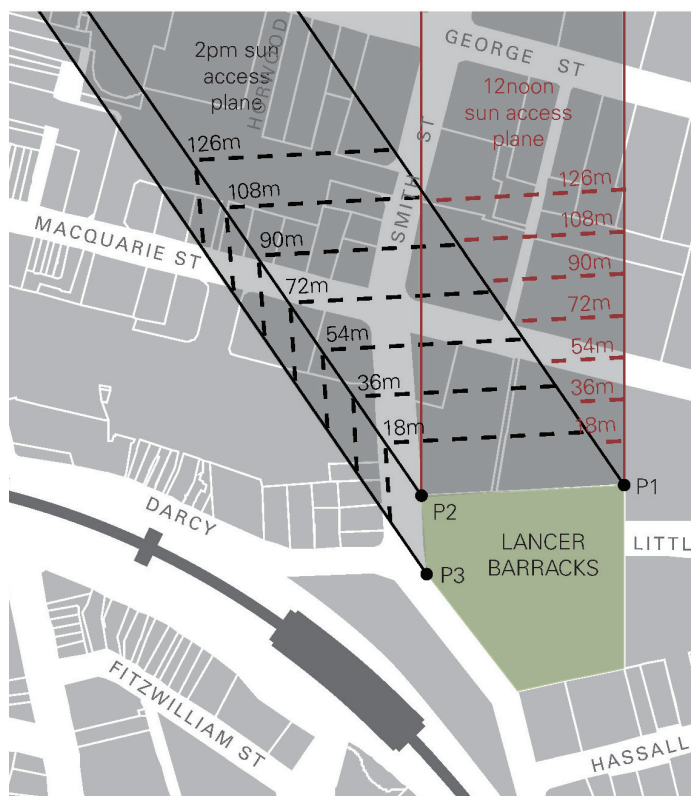 GEORGE ST
2pm sun
access
plane
HORWOOD
12noon
sun access
plane
SMITH ST
126m
126m
108m
108m
MACQUARIE ST
90m
90m
72m
72m
54m
54m
36m
36m
18m
18m
P1
P2
DARCY
LANCER
BARRACKS
LITTL
P3
FITZWILLIAM ST
HASSALL